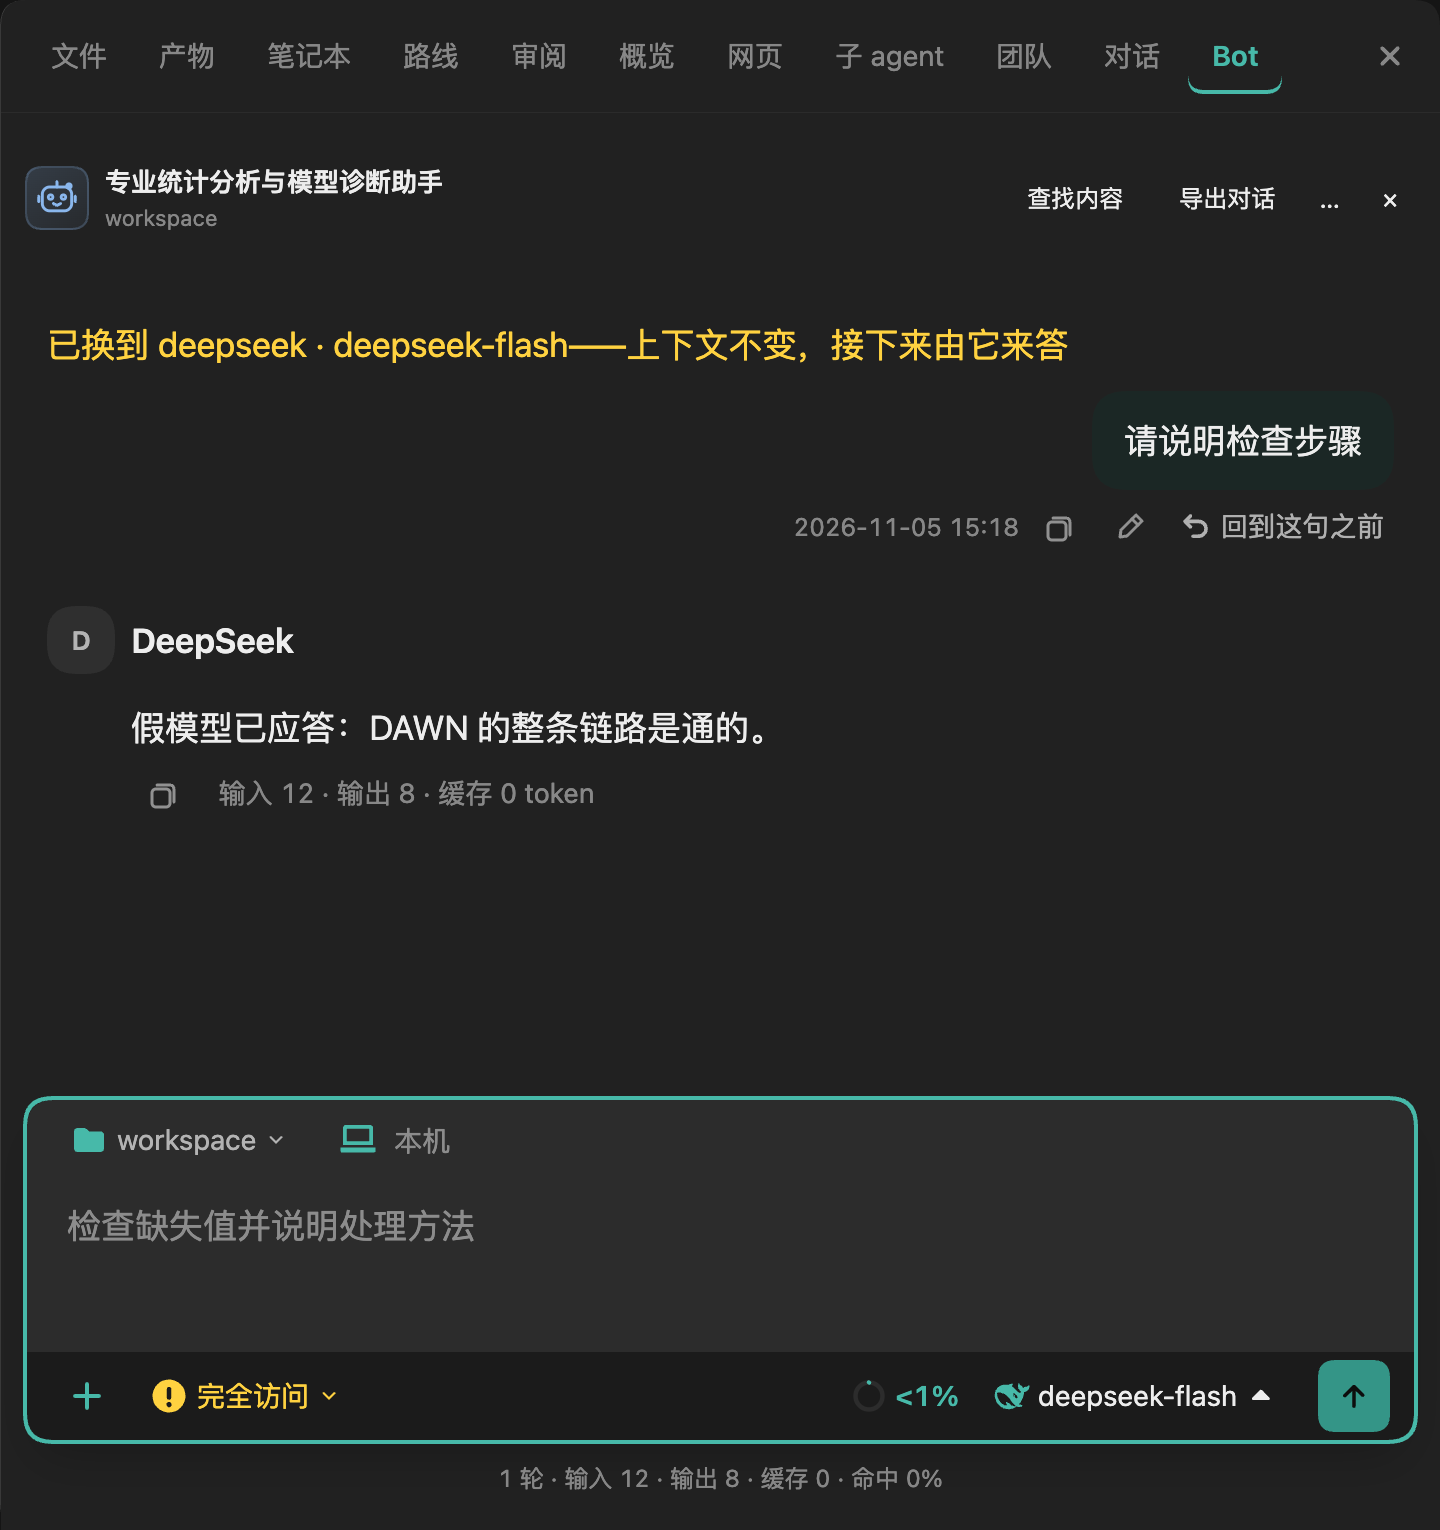 文件 产物 笔记本 路线 审阅 概览 网页 子 agent 团队 对话 Bot
专业统计分析与模型诊断助手
workspace
查找内容 导出对话 ... ×
已换到 deepseek · deepseek-flash——上下文不变，接下来由它来答
请说明检查步骤
2026-11-05 15:18 回到这句之前
D DeepSeek
假模型已应答：DAWN 的整条链路是通的。
输入 12 · 输出 8 · 缓存 0 token
workspace 本机
检查缺失值并说明处理方法
完全访问 <1% deepseek-flash
1 轮 · 输入 12 · 输出 8 · 缓存 0 · 命中 0%